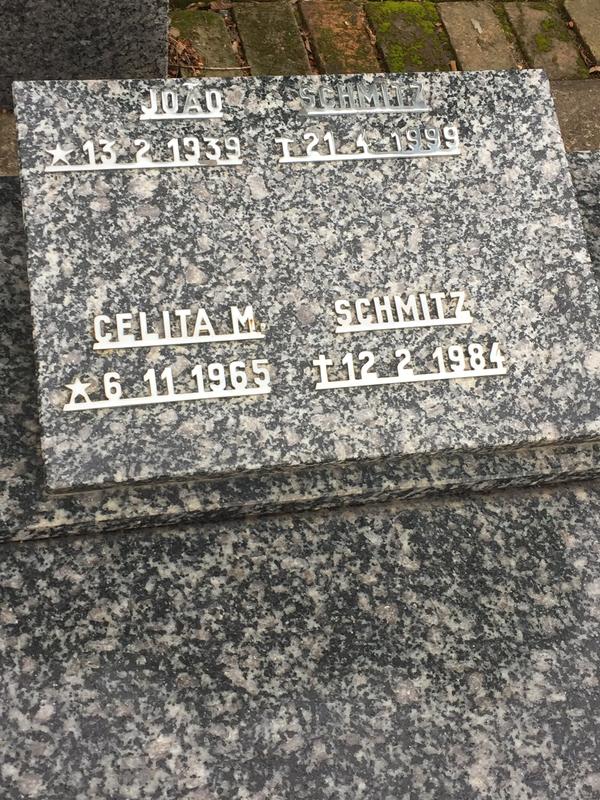 JOÃO SCHMITZ
★13 2 1939 ✝21 4 1999
CELITA M. SCHMITZ
★6 11 1965 ✝12 2 1984